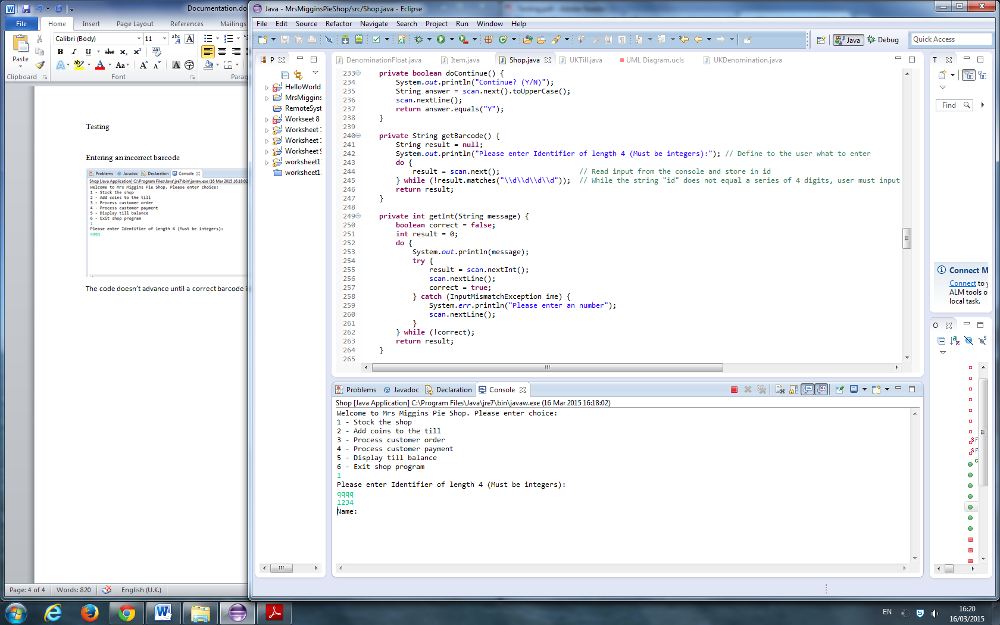 Documentation.do
File
Home
Insert
Page Layout
References
Mailings
Calibri (Body)
11
Paste
Clipboard
Font
Parag
Testing
Entering an incorrect barcode
Problems @ Javadoc Declaration Console
Shop [Java Application] C:\Program Files\Java\jre7\bin\javaw.exe (16 Mar 2015 16:18:02)
Welcome to Mrs Miggins Pie Shop. Please enter choice:
1 - Stock the shop
2 - Add coins to the till
3 - Process customer order
4 - Process customer payment
5 - Display till balance
6 - Exit shop program
1
Please enter Identifier of length 4 (Must be integers):
qqqq
The code doesn't advance until a correct barcode i
Page: 4 of 4 Words: 820 English (U.K.)
Java - MrsMigginsPieShop/src/Shop.java - Eclipse
File Edit Source Refactor Navigate Search Project Run Window Help
Java Debug
Quick Access
P
HelloWorld
MrsMiggins
RemoteSyst
Workseet 8
Worksheet 1
Worksheet 1
Worksheet 9
worksheet1
worksheet1
DenominationFloat.java Item.java Shop.java UKTill.java UML Diagram.ucls UKDenomination.java
233 private boolean doContinue() {
234 System.out.println("Continue? (Y/N)");
235 String answer = scan.next().toUpperCase();
236 scan.nextLine();
237 return answer.equals("Y");
238 }
239
240 private String getBarcode() {
241 String result = null;
242 System.out.println("Please enter Identifier of length 4 (Must be integers):"); // Define to the user what to enter
243 do {
244 result = scan.next(); // Read input from the console and store in id
245 } while (!result.matches("\\d\\d\\d\\d")); // While the string "id" does not equal a series of 4 digits, user must input
246 return result;
247 }
248
249 private int getInt(String message) {
250 boolean correct = false;
251 int result = 0;
252 do {
253 System.out.println(message);
254 try {
255 result = scan.nextInt();
256 scan.nextLine();
257 correct = true;
258 } catch (InputMismatchException ime) {
259 System.err.println("Please enter an number");
260 scan.nextLine();
261 }
262 } while (!correct);
263 return result;
264 }
265
T
Find
Connect M
Connect to y
ALM tools o
local task.
O
Problems @ Javadoc Declaration Console
Shop [Java Application] C:\Program Files\Java\jre7\bin\javaw.exe (16 Mar 2015 16:18:02)
Welcome to Mrs Miggins Pie Shop. Please enter choice:
1 - Stock the shop
2 - Add coins to the till
3 - Process customer order
4 - Process customer payment
5 - Display till balance
6 - Exit shop program
1
Please enter Identifier of length 4 (Must be integers):
qqqq
1234
Name:
EN
16:20
16/03/2015